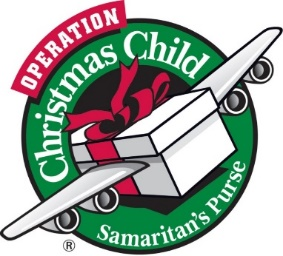 OPERATION
Christmas Child
Samaritan's Purse
®